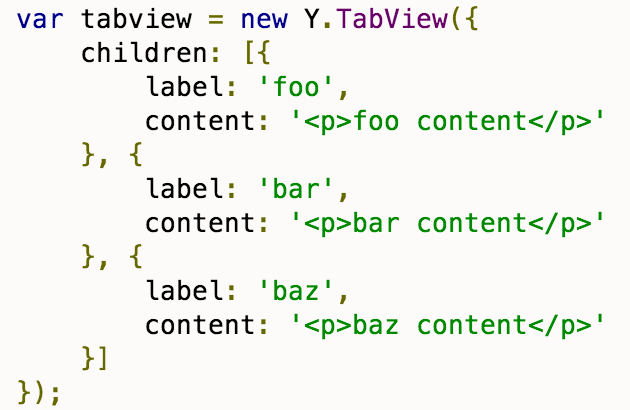 var tabview = new Y.TabView({
    children: [{
        label: 'foo',
        content: '<p>foo content</p>'
    }, {
        label: 'bar',
        content: '<p>bar content</p>'
    }, {
        label: 'baz',
        content: '<p>baz content</p>'
    }]
});